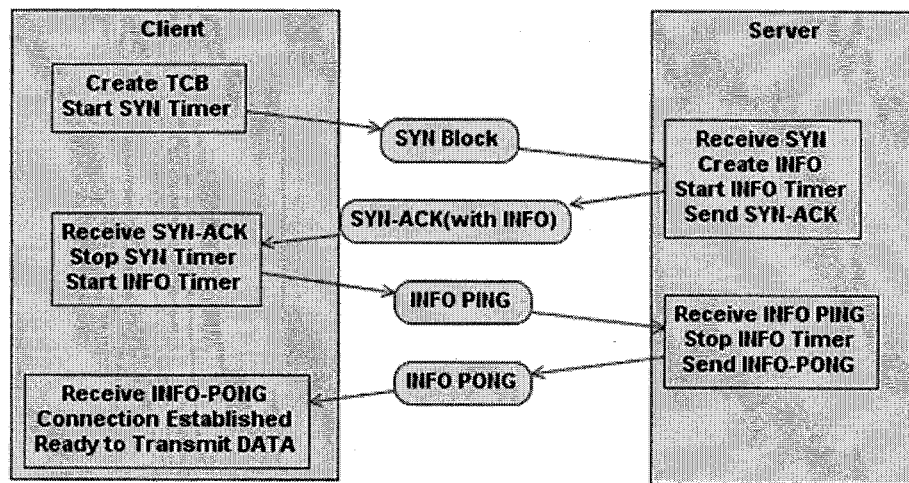 Client
Create TCB
Start SYN Timer
SYN Block
Server
Receive SYN
Create INFO
Start INFO Timer
Send SYN-ACK
SYN-ACK(with INFO)
Receive SYN-ACK
Stop SYN Timer
Start INFO Timer
INFO PING
Receive INFO PING
Stop INFO Timer
Send INFO-PONG
INFO PONG
Receive INFO-PONG
Connection Established
Ready to Transmit DATA